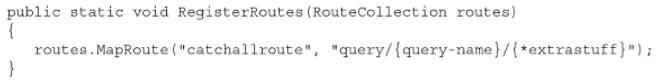 public static void RegisterRoutes(RouteCollection routes)
{
   routes.MapRoute("catchallroute", "query/{query-name}/{*extrastuff}");
}